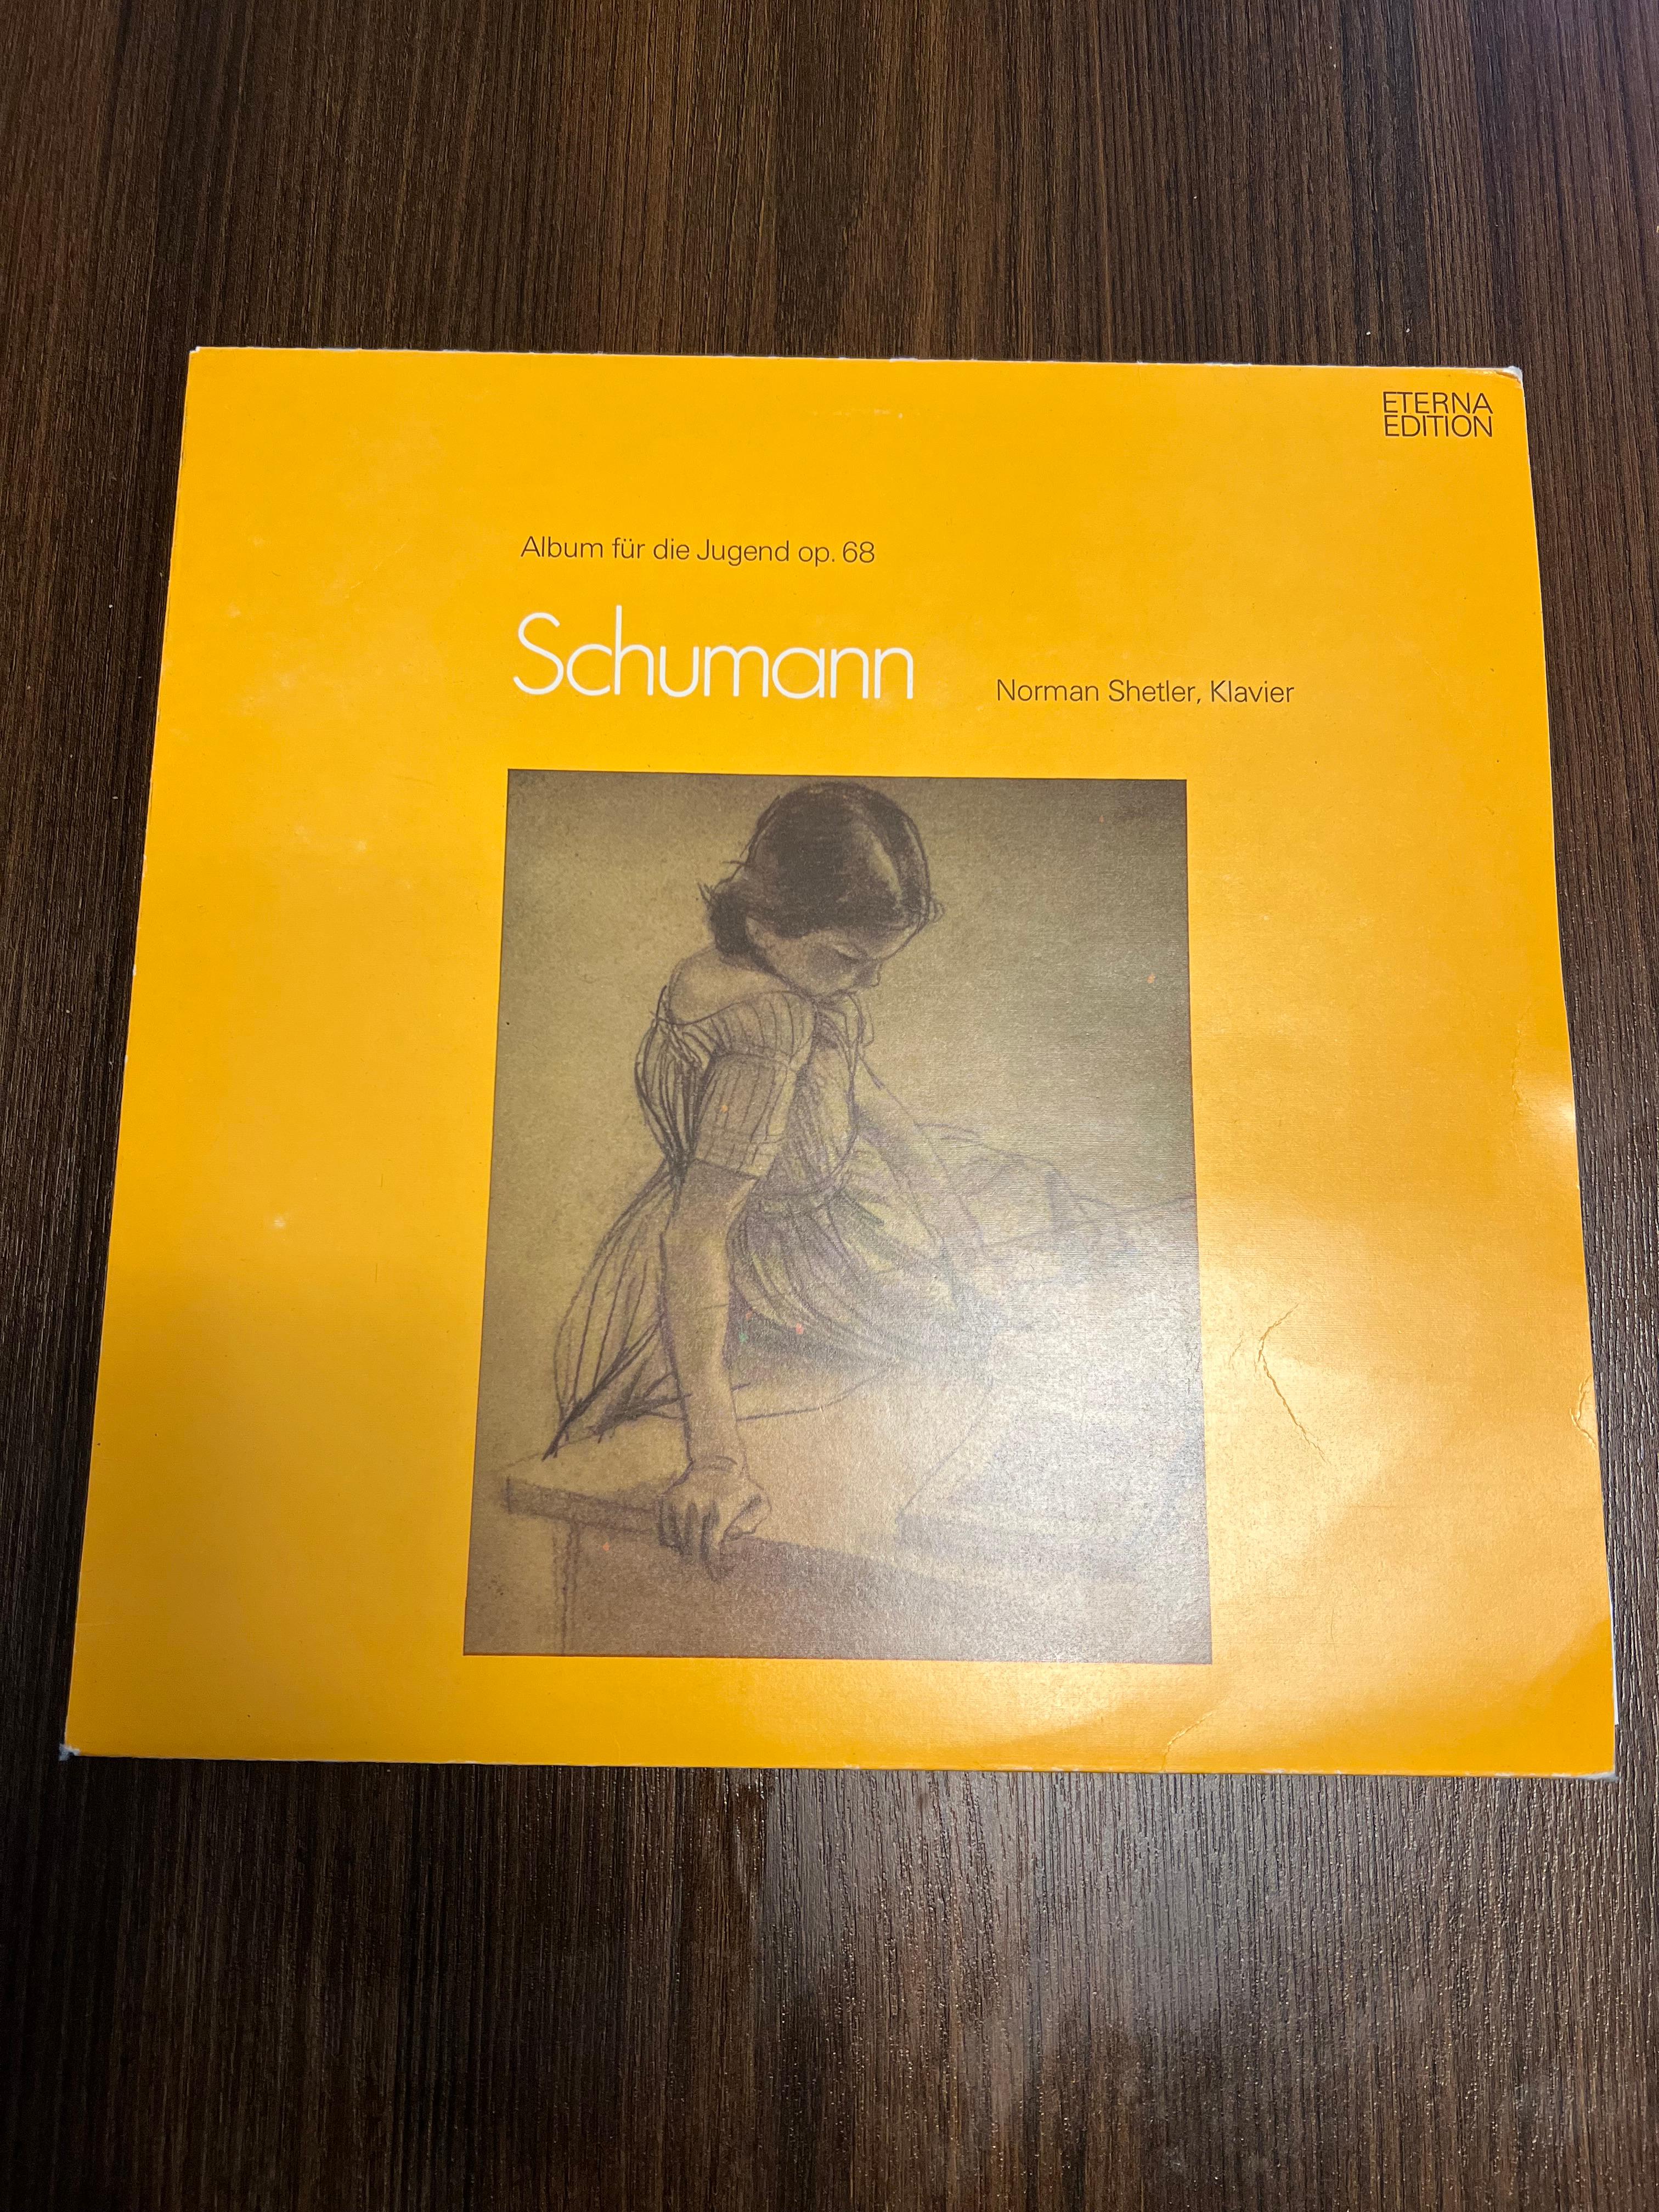 ETERNA
EDITION
Album für die Jugend op. 68
Schumann
Norman Shetler, Klavier